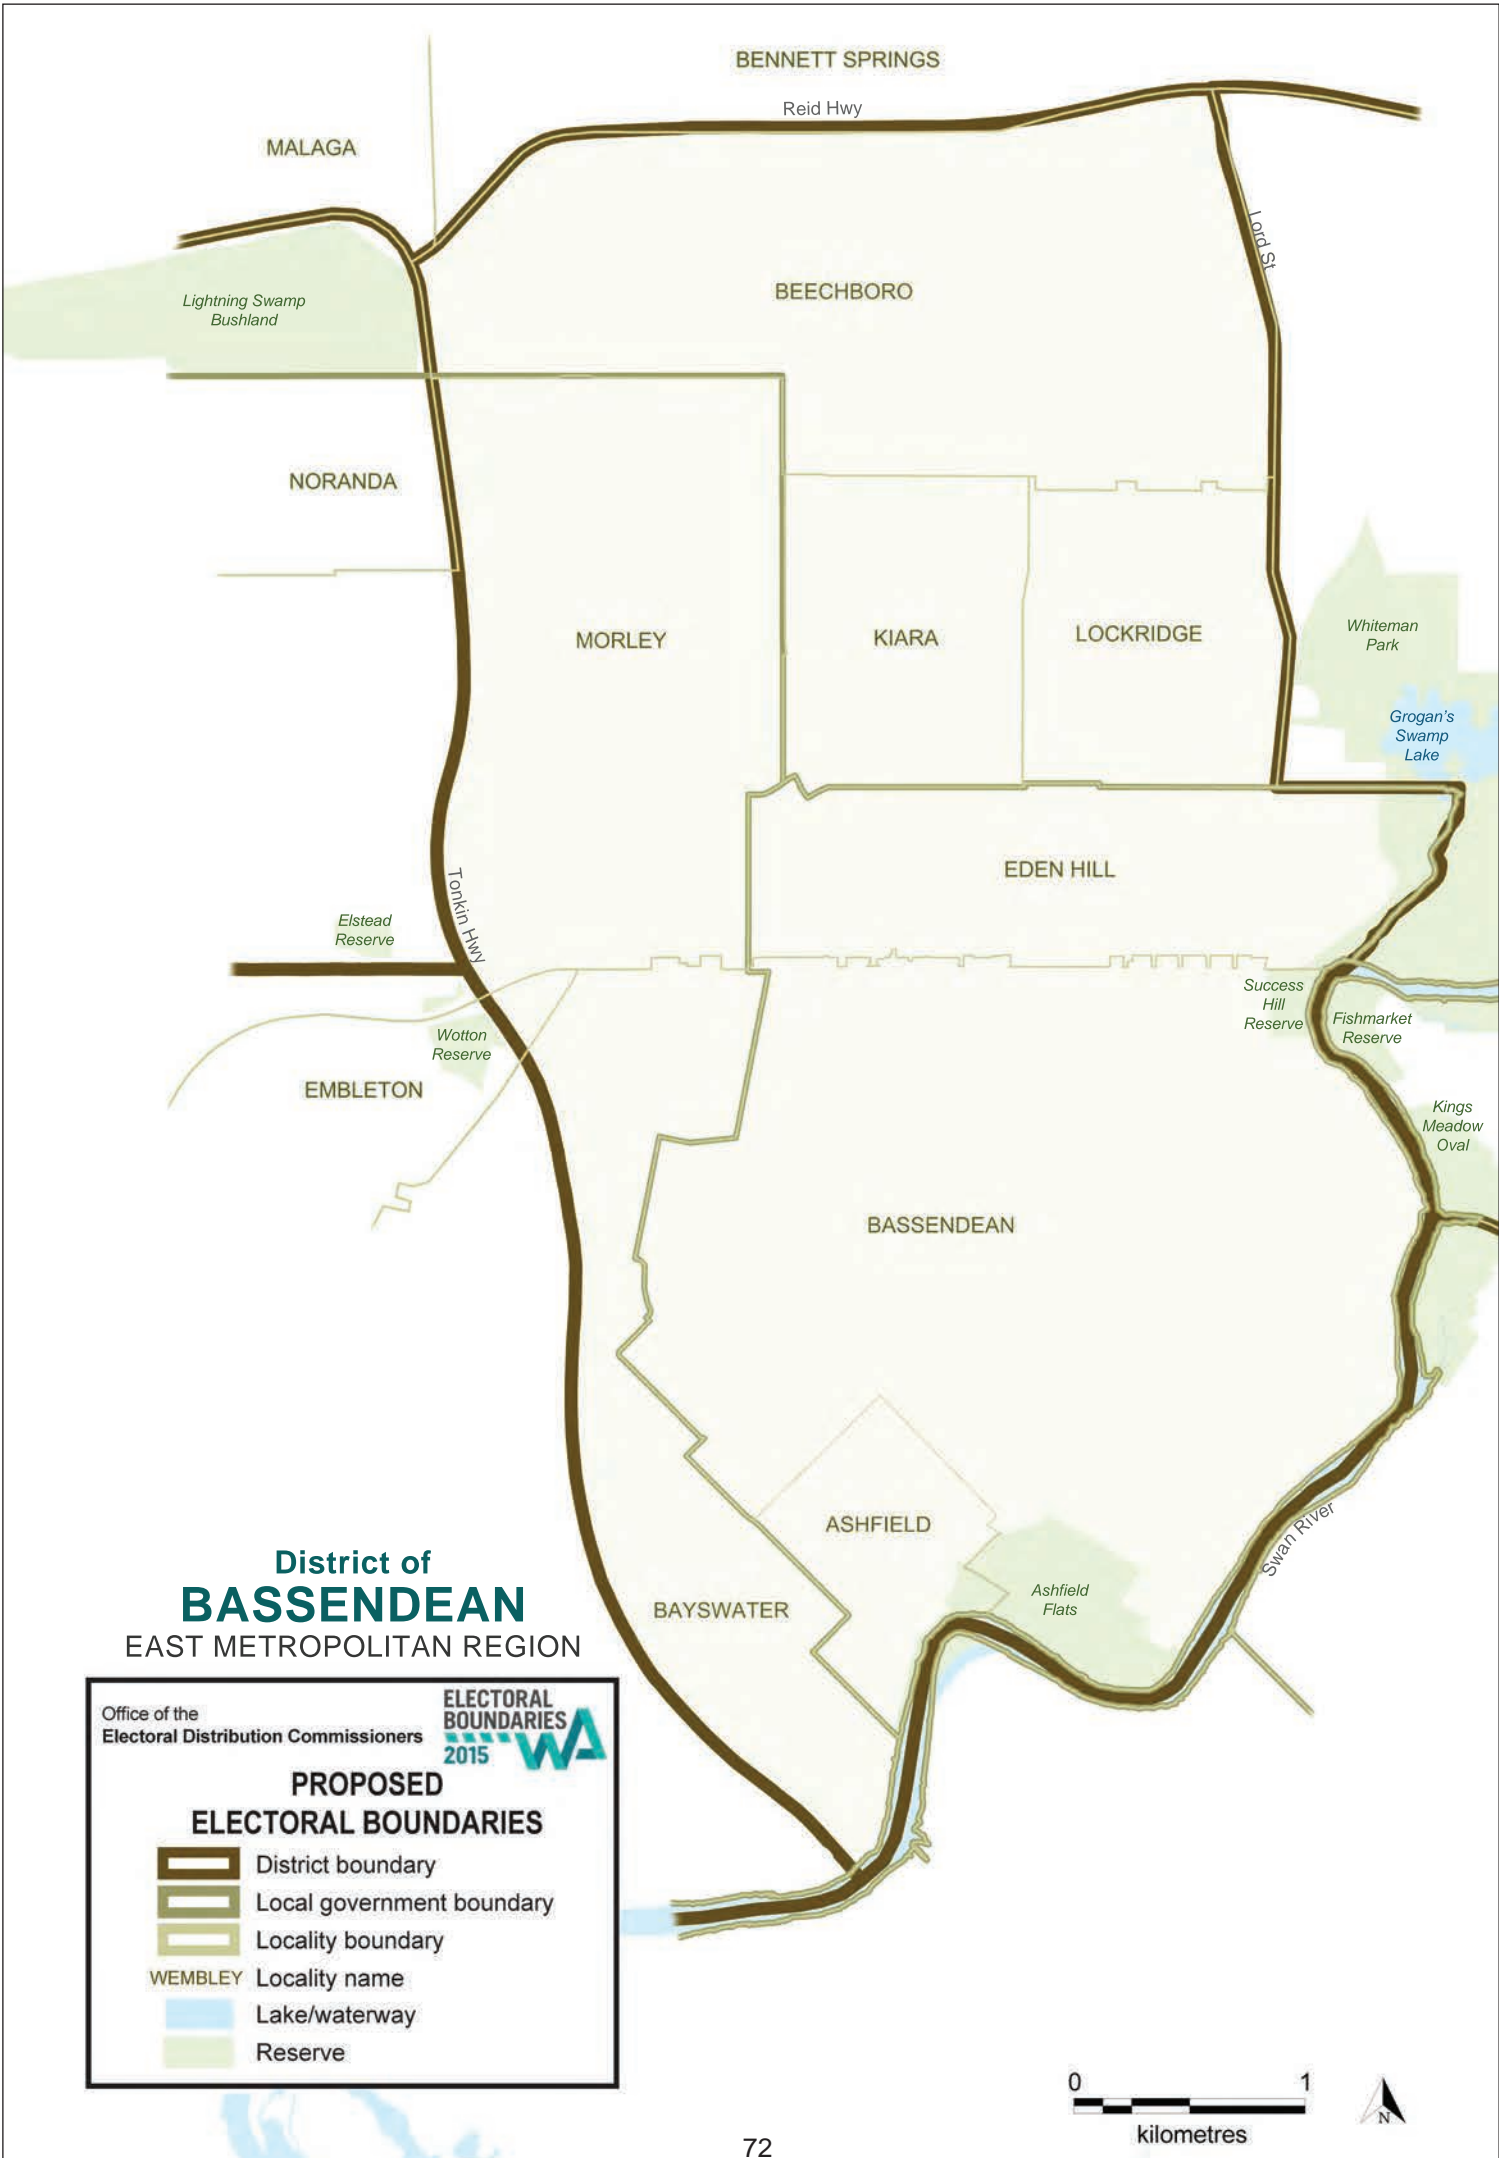 BENNETT SPRINGS
Reid Hwy
MALAGA
Lord St
BEECHBORO
Lightning Swamp
Bushland
NORANDA
MORLEY
KIARA
LOCKRIDGE
Whiteman
Park
Grogan's
Swamp
Lake
EDEN HILL
Tonkin Hwy
Elstead
Reserve
Success
Hill
Reserve
Fishmarket
Reserve
Wotton
Reserve
EMBLETON
Kings
Meadow
Oval
BASSENDEAN
ASHFIELD
Swan River
Ashfield
Flats
BAYSWATER
District of
BASSENDEAN
EAST METROPOLITAN REGION
Office of the
Electoral Distribution Commissioners
ELECTORAL
BOUNDARIES
2015 WA
PROPOSED
ELECTORAL BOUNDARIES
District boundary
Local government boundary
Locality boundary
WEMBLEY Locality name
Lake/waterway
Reserve
0 1
kilometres
N
72